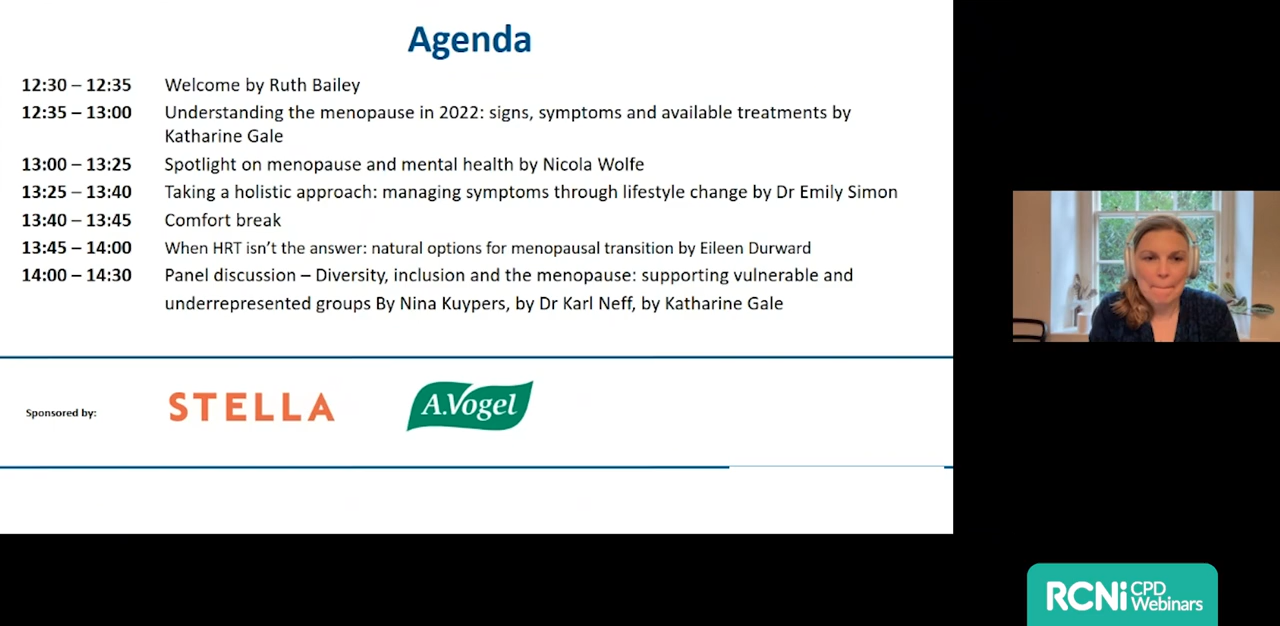 Agenda
12:30 – 12:35 Welcome by Ruth Bailey
12:35 – 13:00 Understanding the menopause in 2022: signs, symptoms and available treatments by
Katharine Gale
13:00 – 13:25 Spotlight on menopause and mental health by Nicola Wolfe
13:25 – 13:40 Taking a holistic approach: managing symptoms through lifestyle change by Dr Emily Simon
13:40 – 13:45 Comfort break
13:45 – 14:00 When HRT isn't the answer: natural options for menopausal transition by Eileen Durward
14:00 – 14:30 Panel discussion – Diversity, inclusion and the menopause: supporting vulnerable and
underrepresented groups By Nina Kuypers, by Dr Karl Neff, by Katharine Gale
Sponsored by: STELLA A.Vogel
RCNi CPD
Webinars